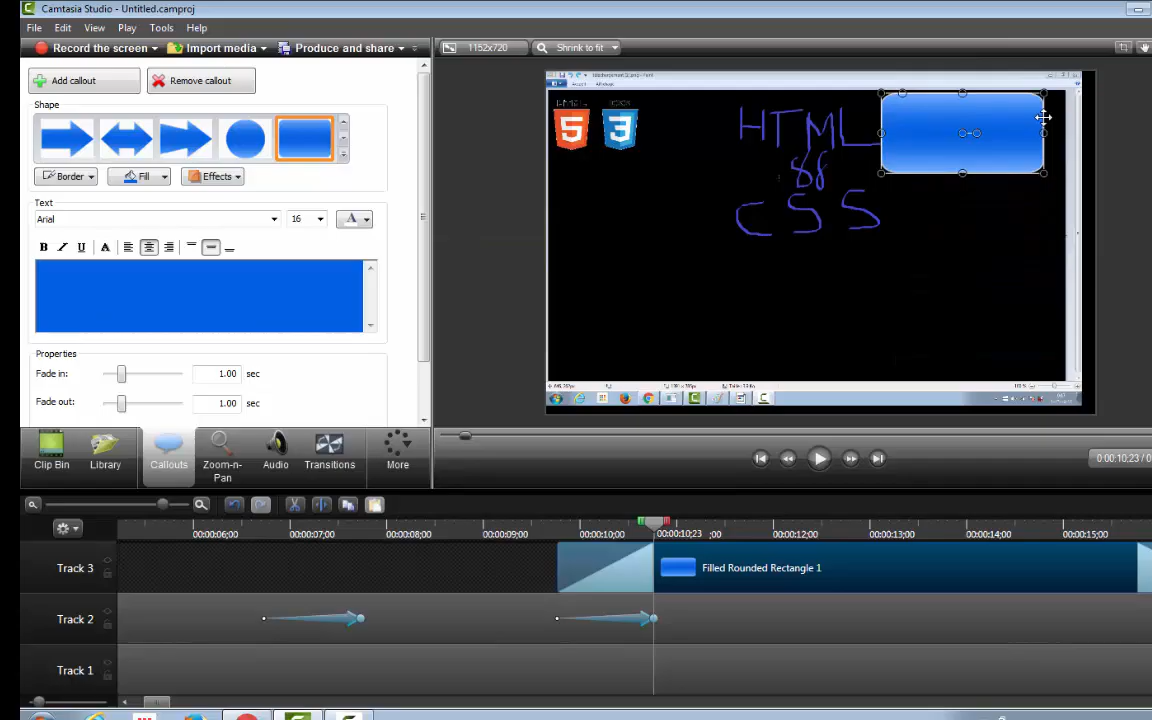 Camtasia Studio - Untitled.camproj
File Edit View Play Tools Help
Record the screen Import media Produce and share
1152x720 Shrink to fit
Add callout Remove callout
Shape
Border Fill Effects
Text
Arial 16 A
B I U A
Properties
Fade in: 1.00 sec
Fade out: 1.00 sec
5 3
HTML
88
CSS
Clip Bin Library Callouts Zoom-n-Pan Audio Transitions More
0:00:10;23 / 0
00:00:06;00 00:00:07;00 00:00:08;00 00:00:09;00 00:00:10;00 00:00:10;23 ;00 00:00:12;00 00:00:13;00 00:00:14;00 00:00:15;00
Track 3 Filled Rounded Rectangle 1
Track 2
Track 1